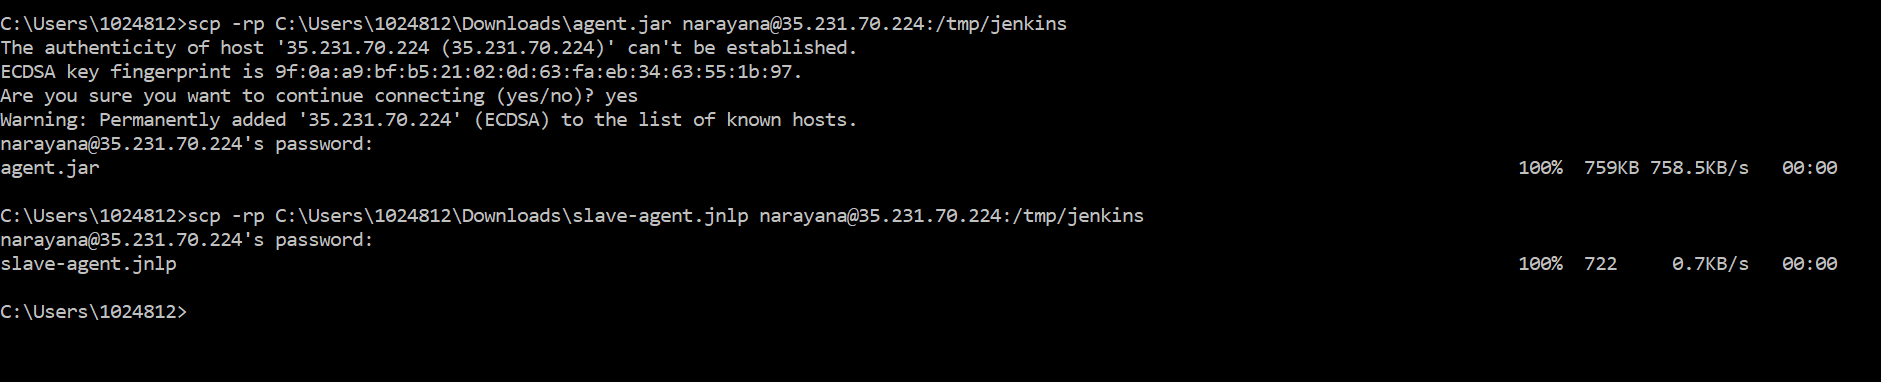 C:\Users\1024812>scp -rp C:\Users\1024812\Downloads\agent.jar narayana@35.231.70.224:/tmp/jenkins
The authenticity of host '35.231.70.224 (35.231.70.224)' can't be established.
ECDSA key fingerprint is 9f:0a:a9:bf:b5:21:02:0d:63:fa:eb:34:63:55:1b:97.
Are you sure you want to continue connecting (yes/no)? yes
Warning: Permanently added '35.231.70.224' (ECDSA) to the list of known hosts.
narayana@35.231.70.224's password:
agent.jar 100% 759KB 758.5KB/s 00:00
C:\Users\1024812>scp -rp C:\Users\1024812\Downloads\slave-agent.jnlp narayana@35.231.70.224:/tmp/jenkins
narayana@35.231.70.224's password:
slave-agent.jnlp 100% 722 0.7KB/s 00:00
C:\Users\1024812>